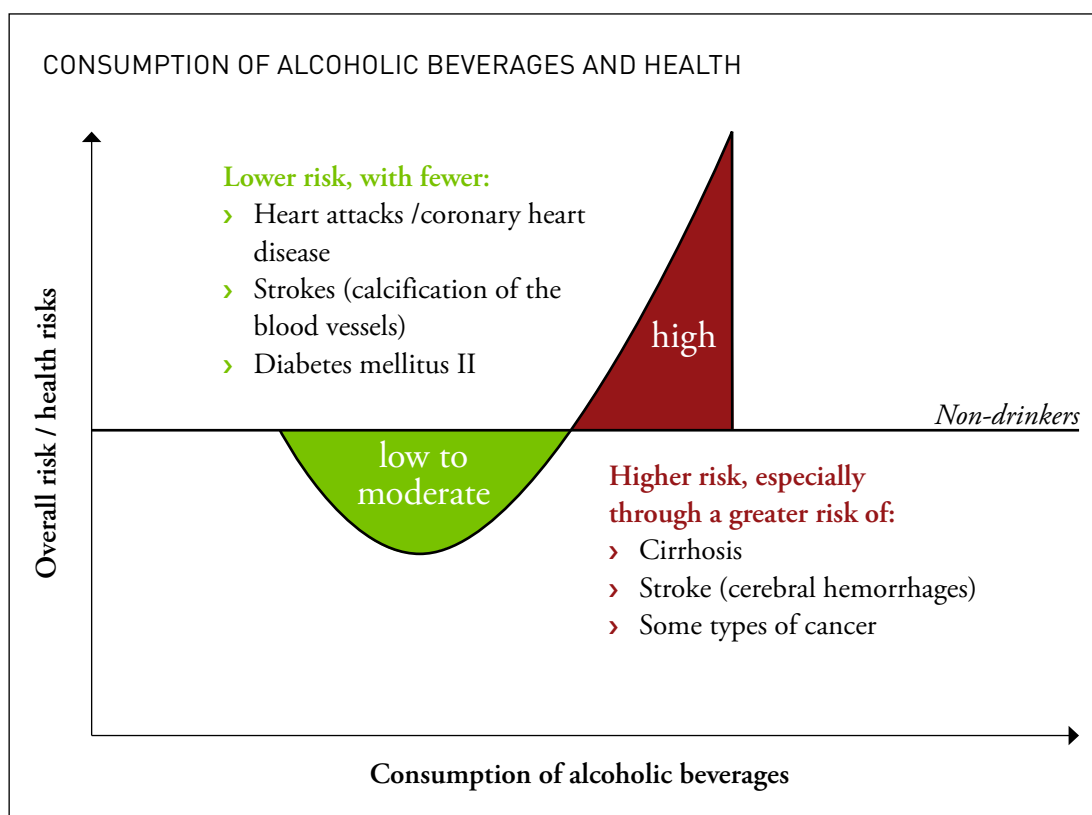 CONSUMPTION OF ALCOHOLIC BEVERAGES AND HEALTH
Overall risk / health risks
Lower risk, with fewer:
› Heart attacks /coronary heart
disease
› Strokes (calcification of the
blood vessels)
› Diabetes mellitus II
high
Non-drinkers
low to
moderate
Higher risk, especially
through a greater risk of:
› Cirrhosis
› Stroke (cerebral hemorrhages)
› Some types of cancer
Consumption of alcoholic beverages